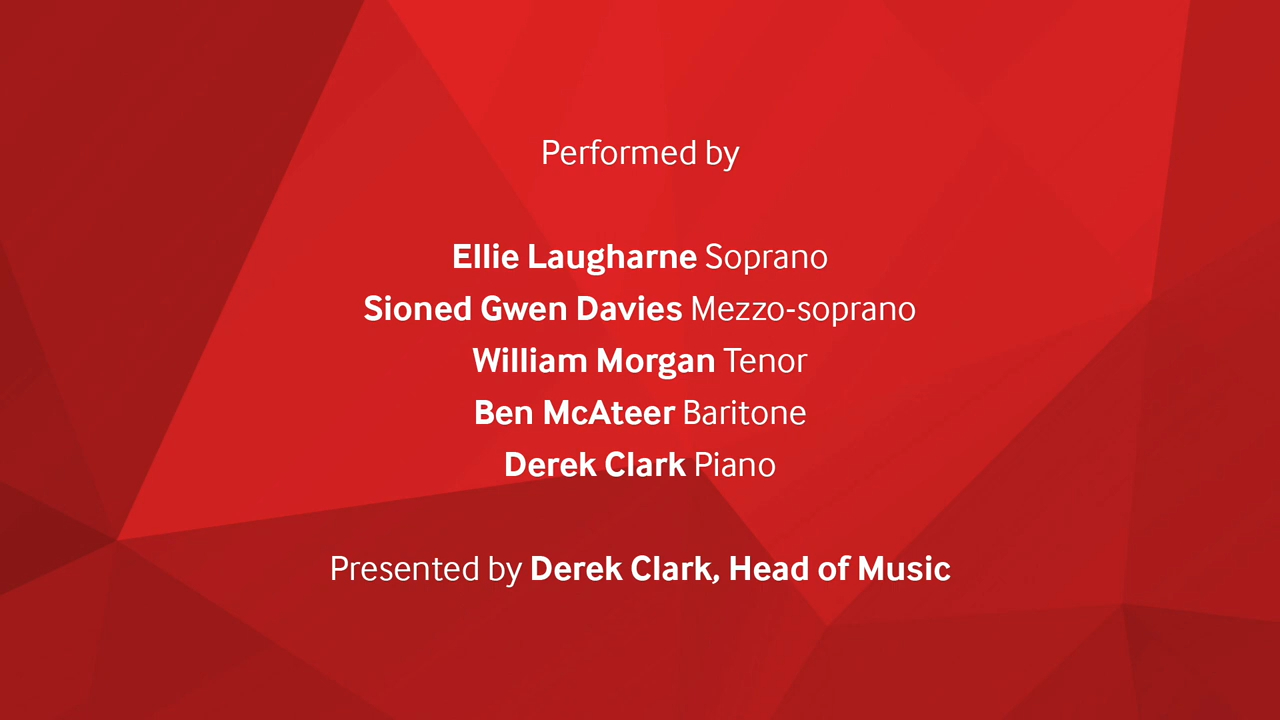 Performed by
Ellie Laugharne Soprano
Sioned Gwen Davies Mezzo-soprano
William Morgan Tenor
Ben McAteer Baritone
Derek Clark Piano
Presented by Derek Clark, Head of Music